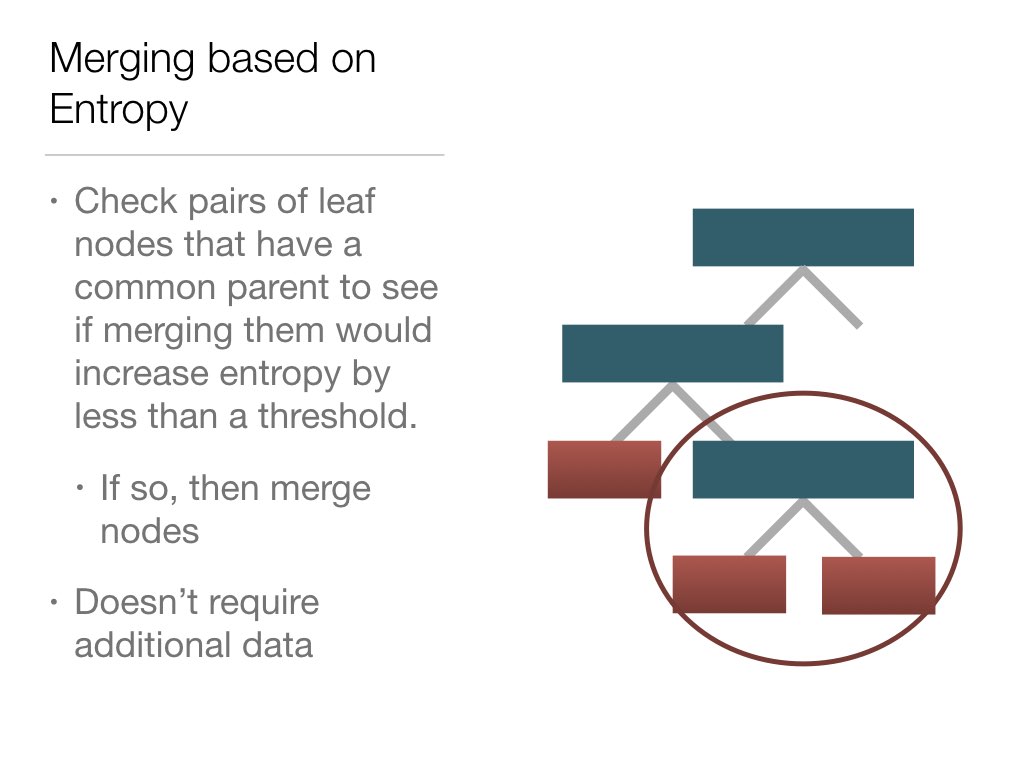 Merging based on
Entropy
• Check pairs of leaf
nodes that have a
common parent to see
if merging them would
increase entropy by
less than a threshold.
• If so, then merge
nodes
• Doesn’t require
additional data